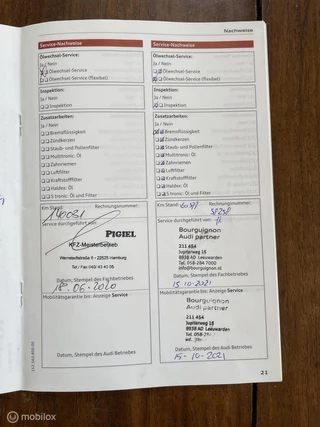 Nachweise
Service-Nachweise
Ölwechsel-Service:
Ja / Nein
Ölwechsel-Service
Ölwechsel-Service (flexibel)
Inspektion:
Ja / Nein
Inspektion
Zusatzarbeiten:
Ja / Nein
Bremsflüssigkeit
Zündkerzen
Staub- und Pollenfilter
Multitronic: Öl
Zahnriemen
Luftfilter
Kraftstofffilter
Haldex: Öl
S tronic: Öl und Filter
Km Stand:
Rechnungsnummer:
Service durchgeführt von:
PIGIEL
KFZ-Meisterbetrieb
22525 Hamburg
Datum, Stempel des Fachbetriebes
18.06-2020
Mobilitätsgarantie bis: Anzeige Service
Datum, Stempel des Audi Betriebes
Service-Nachweise
Ölwechsel-Service:
Ja / Nein
Ölwechsel-Service
Ölwechsel-Service (flexibel)
Inspektion:
Ja / Nein
Inspektion
Zusatzarbeiten:
Ja / Nein
Bremsflüssigkeit
Zündkerzen
Staub- und Pollenfilter
Multitronic: Öl
Zahnriemen
Luftfilter
Kraftstofffilter
Haldex: Öl
S tronic: Öl und Filter
Km Stand:
Rechnungsnummer:
Service durchgeführt von:
Bourguignon
Audi partner
211 454
Jupiterweg 15
8938 AD Leeuwarden
Tel. 058-284 7000
info@bourguignon.nl
Datum, Stempel des Fachbetriebes
15-10-2021
Mobilitätsgarantie bis: Anzeige Service
Bourguignon
Audi partner
211 454
Jupiterweg 15
8938 AD Leeuwarden
Datum, Stempel des Audi Betriebes
15-10-2021
21
© mobilox